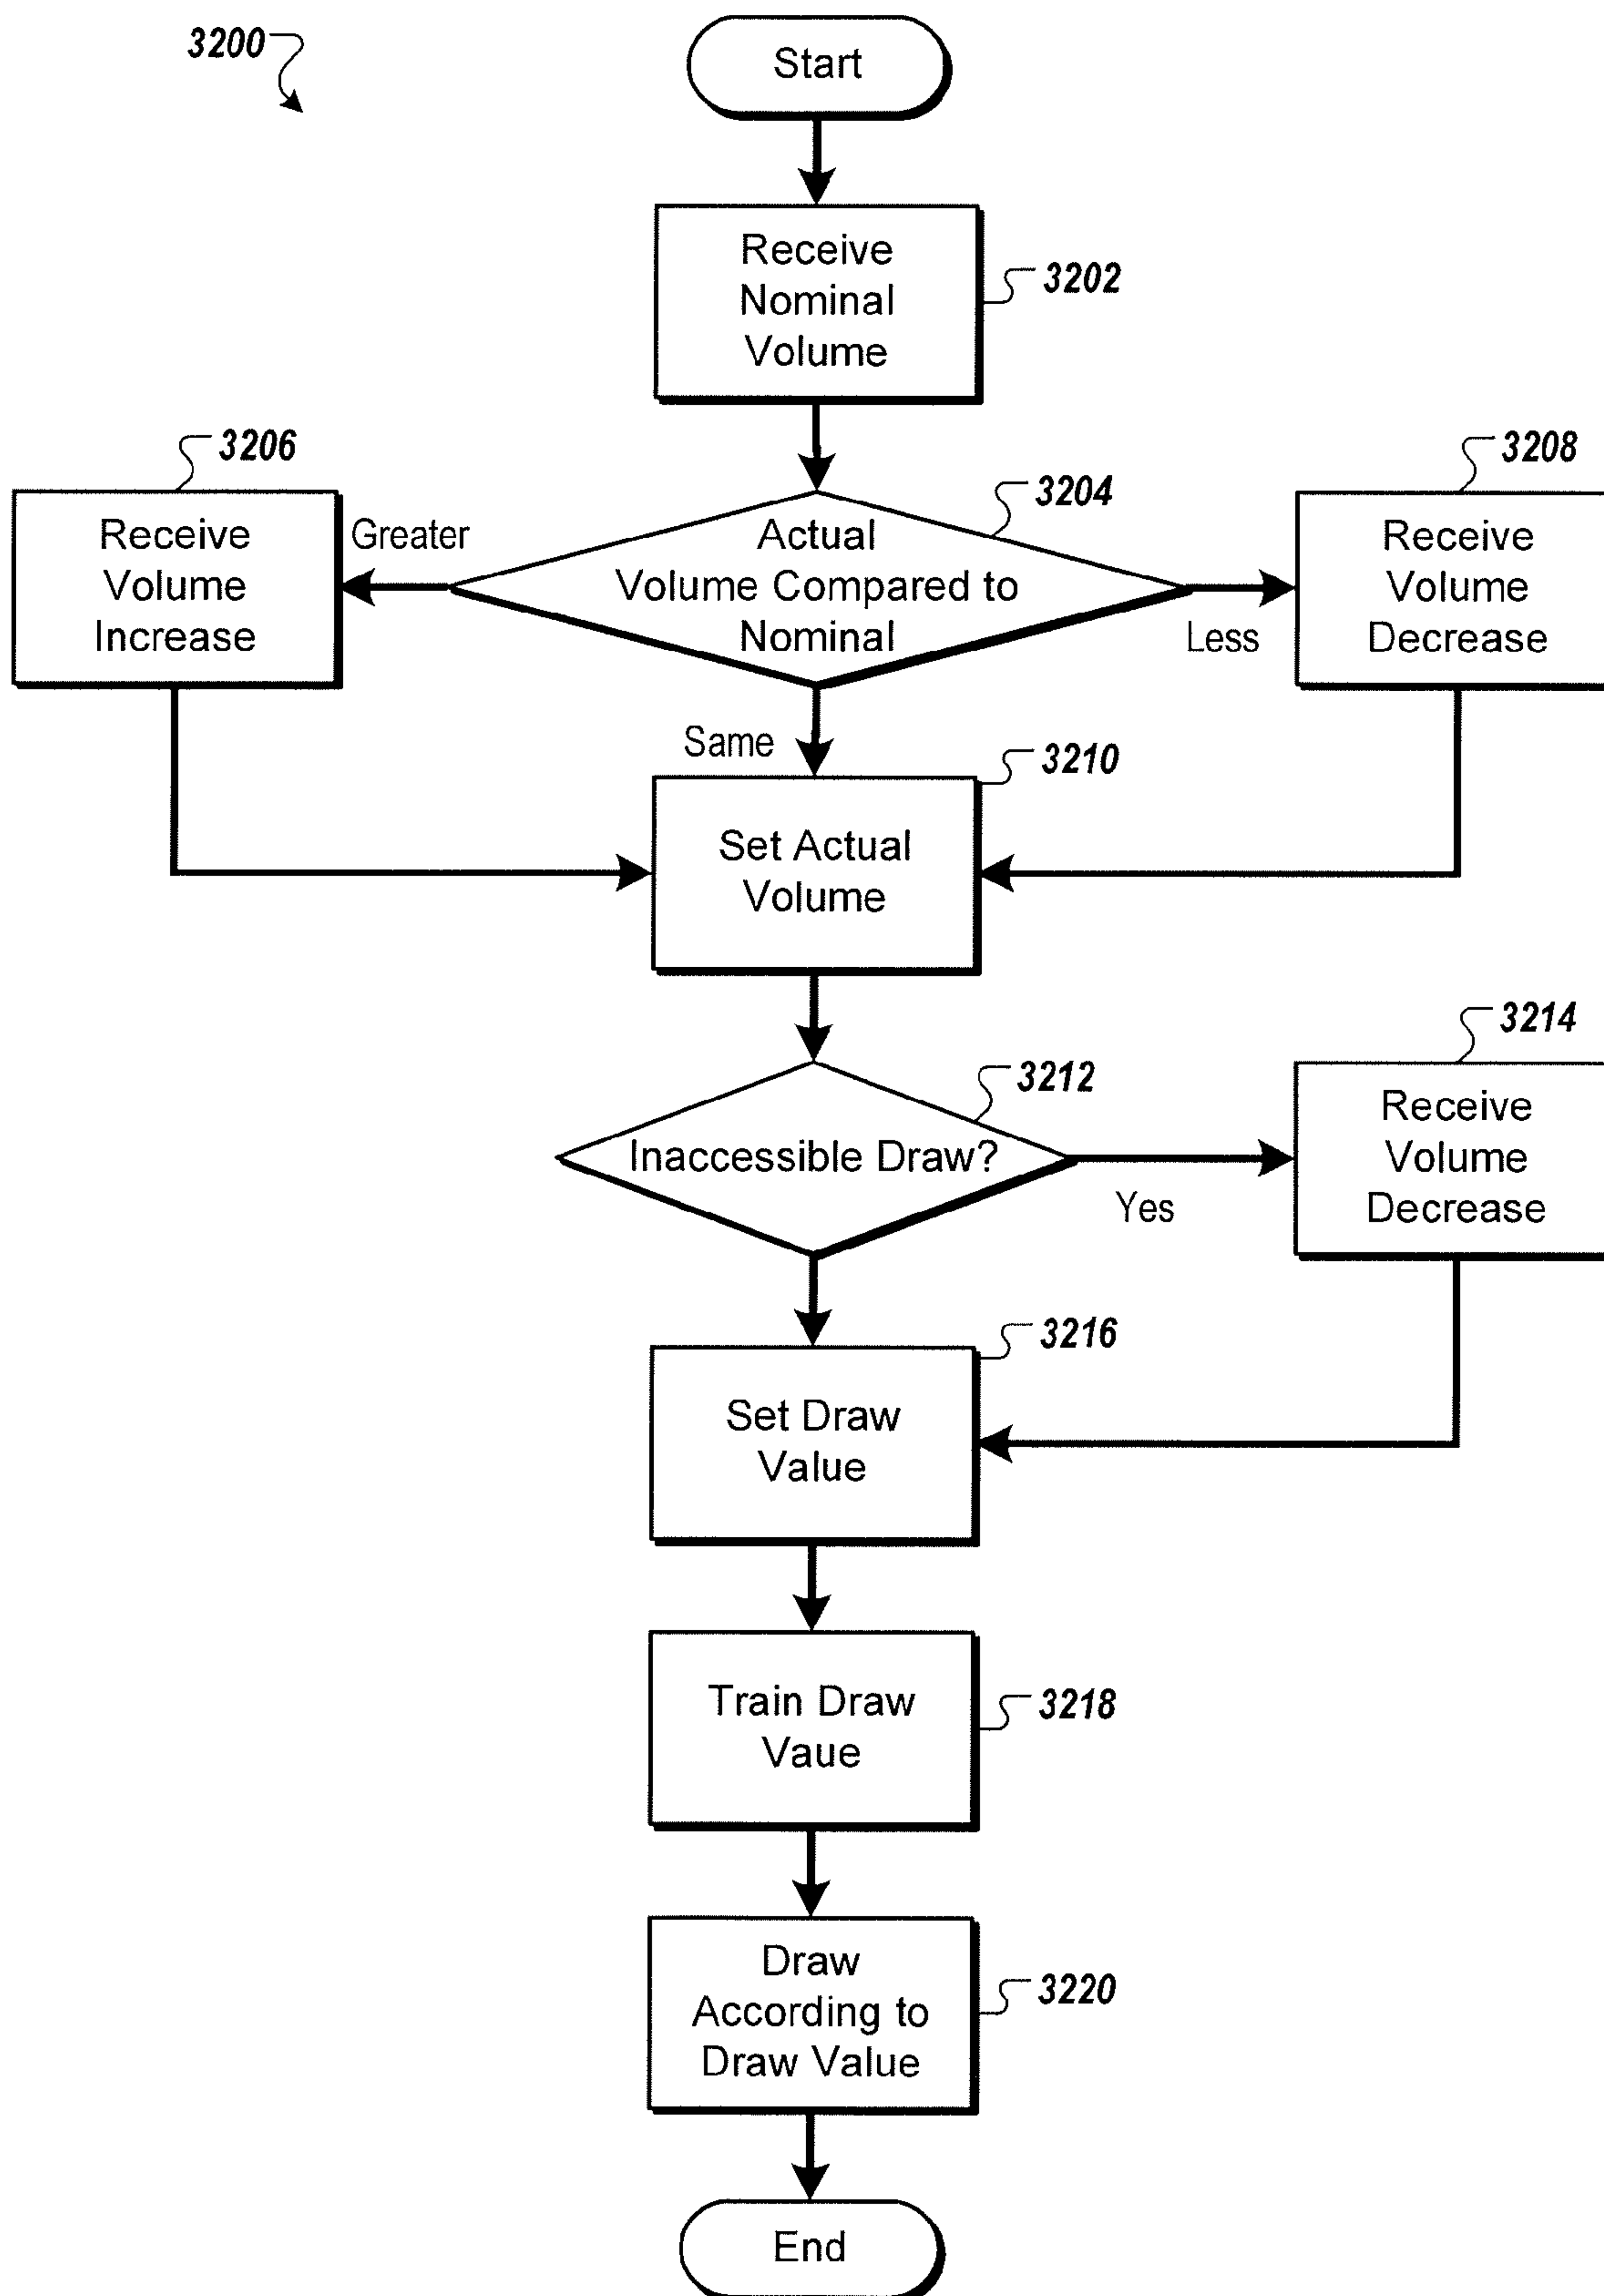 3200
Start
Receive
Nominal
Volume
3202
3206
3204
3208
Receive
Volume
Increase
Greater
Actual
Volume Compared to
Nominal
Less
Receive
Volume
Decrease
Same
3210
Set Actual
Volume
3212
3214
Inaccessible Draw?
Yes
Receive
Volume
Decrease
3216
Set Draw
Value
Train Draw
Vaue
3218
Draw
According to
Draw Value
3220
End